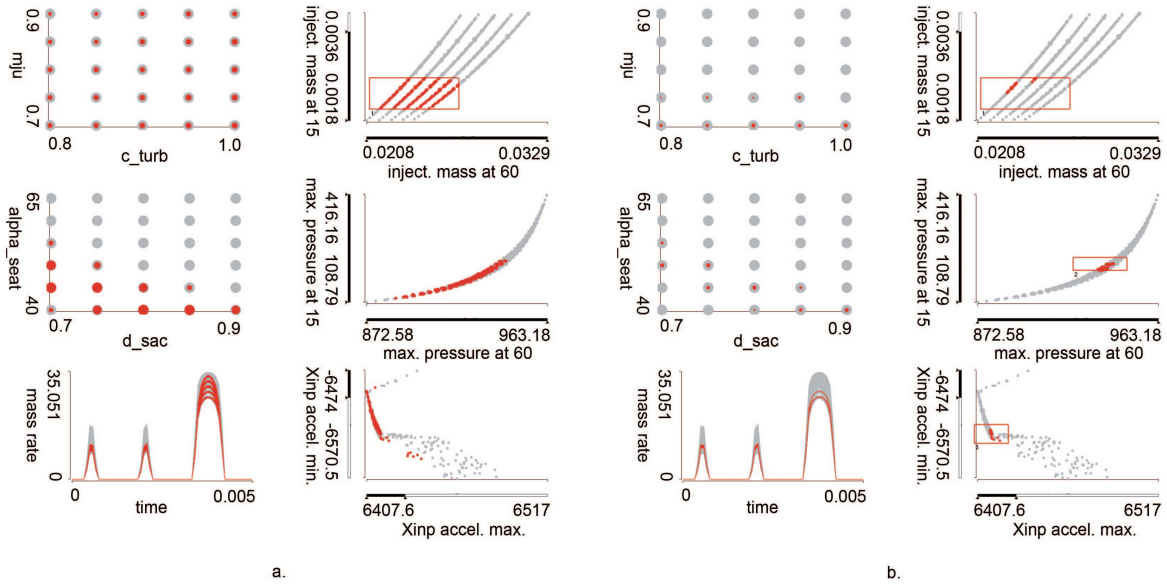 0.9
mju
0.7
0.8
c_turb
1.0
0.0036
0.0018
inject. mass at 15
1
0.0208
0.0329
inject. mass at 60
65
alpha_seat
40
0.7
d_sac
0.9
416.16
108.79
max. pressure at 15
872.58
963.18
max. pressure at 60
35.051
mass rate
0
0
time
0.005
-6474
-6570.5
Xinp accel. min.
6407.6
6517
Xinp accel. max.
a.
0.9
mju
0.7
0.8
c_turb
1.0
0.0036
0.0018
inject. mass at 15
1
0.0208
0.0329
inject. mass at 60
65
alpha_seat
40
0.7
d_sac
0.9
416.16
108.79
max. pressure at 15
2
872.58
963.18
max. pressure at 60
35.051
mass rate
0
0
time
0.005
-6474
-6570.5
Xinp accel. min.
6407.6
6517
Xinp accel. max.
b.